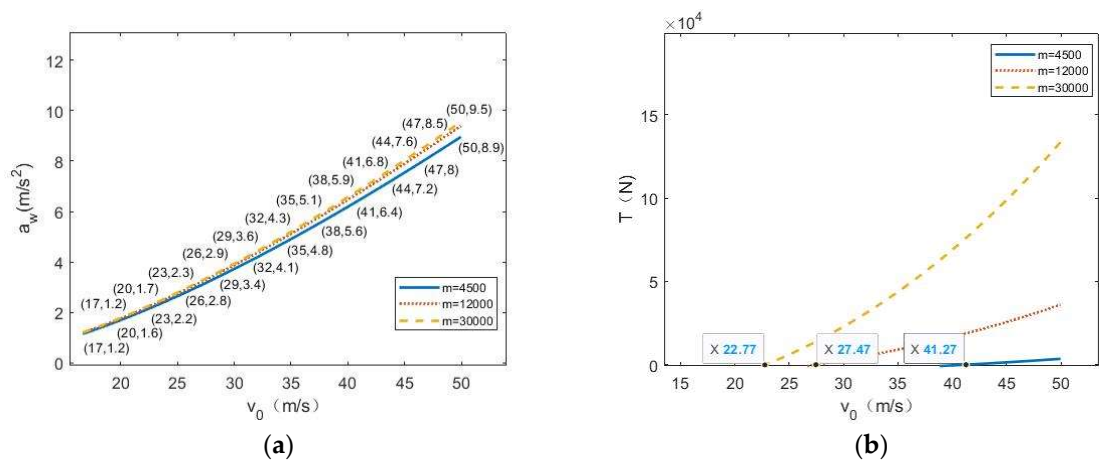 12
10
8
6
4
2
0
a_w(m/s²)
(50,9.5)
(47,8.5)
(44,7.6)
(41,6.8)
(38,5.9)
(35,5.1)
(32,4.3)
(29,3.6)
(26,2.9)
(23,2.3)
(20,1.7)
(17,1.2)
(50,8.9)
(47,8)
(44,7.2)
(41,6.4)
(38,5.6)
(35,4.8)
(32,4.1)
(29,3.4)
(26,2.8)
(23,2.2)
(20,1.6)
(17,1.2)
m=4500
m=12000
m=30000
20 25 30 35 40 45 50
v_0（m/s）
(a)
×10⁴
15
10
5
0
T（N）
m=4500
m=12000
m=30000
X 22.77
X 27.47
X 41.27
15 20 25 30 35 40 45 50
v_0（m/s）
(b)